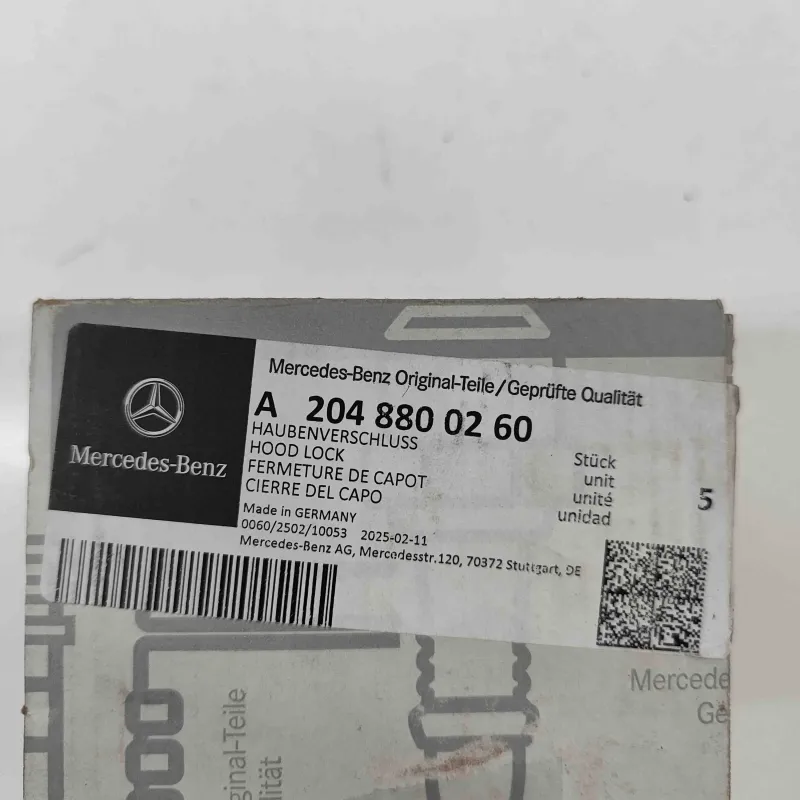 Mercedes-Benz
Mercedes-Benz Original-Teile/Geprüfte Qualität
A 204 880 02 60
HAUBENVERSCHLUSS
HOOD LOCK
FERMETURE DE CAPOT
CIERRE DEL CAPO
Stück
unit
unité
unidad
5
Made in GERMANY
0060/2502/10053 2025-02-11
Mercedes-Benz AG, Mercedesstr.120, 70372 Stuttgart, DE
Mercede
Ge
ginal-Teile
lität